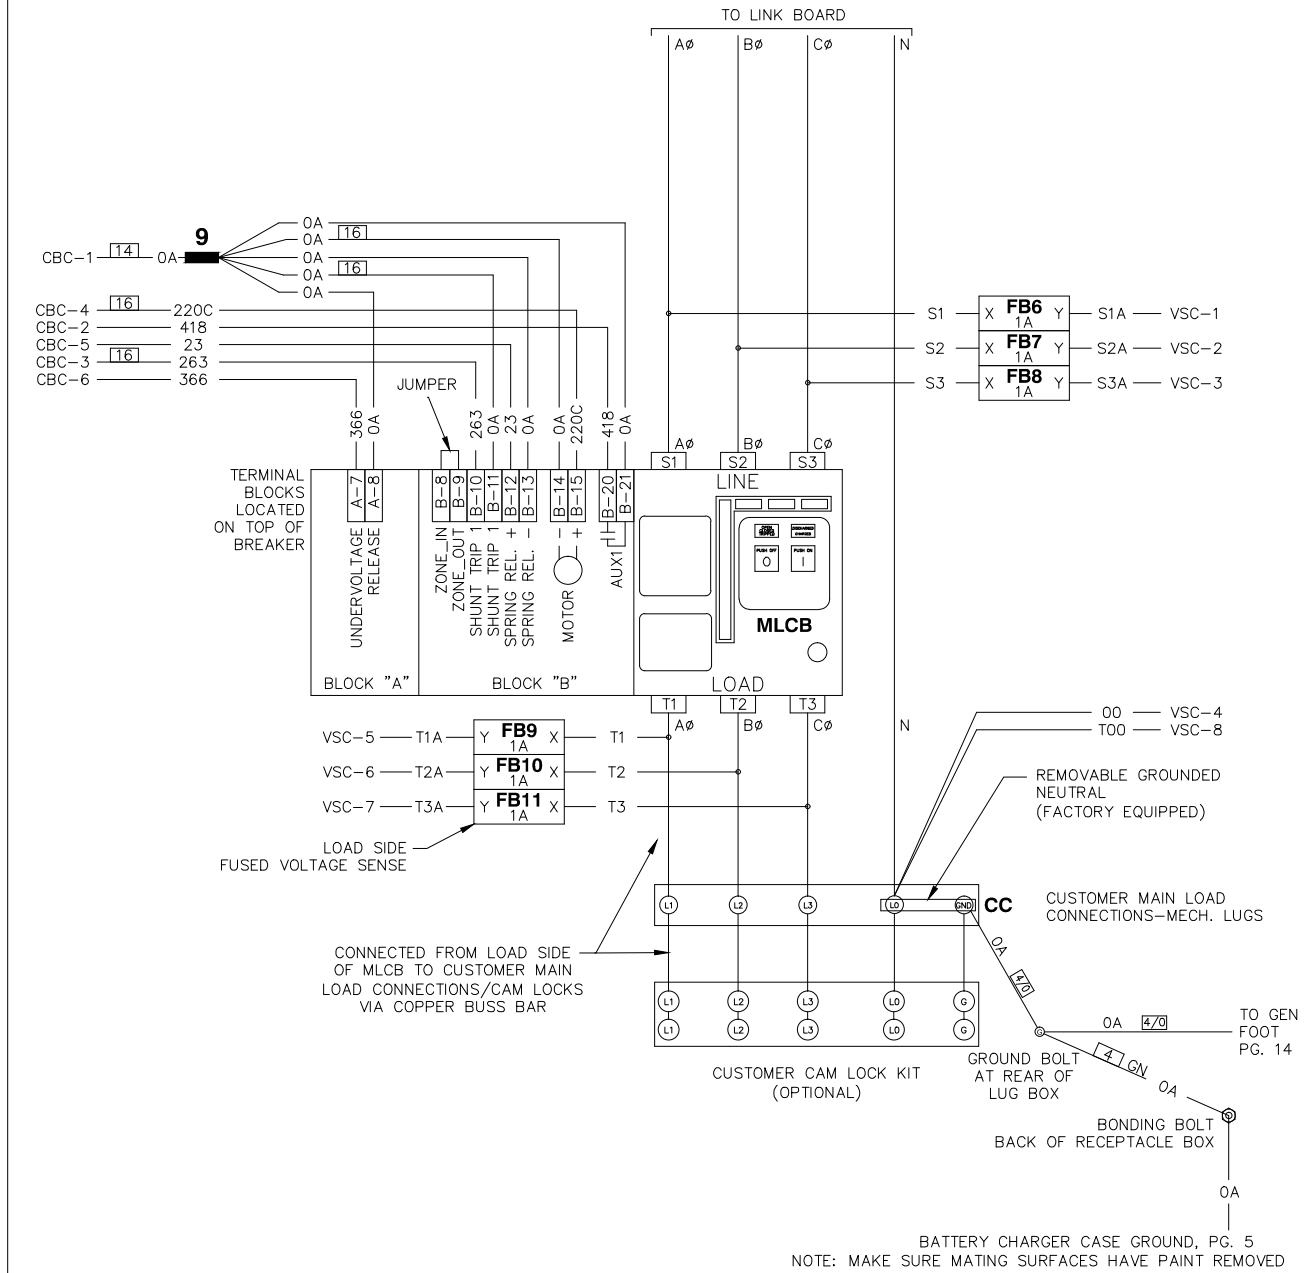 TO LINK BOARD
AØ
BØ
CØ
N
9
CBC-1
14
0A
0A
0A
16
0A
0A
16
0A
CBC-4
16
220C
CBC-2
418
CBC-5
23
CBC-3
16
263
CBC-6
366
S1
X
FB6
1A
Y
S1A
VSC-1
S2
X
FB7
1A
Y
S2A
VSC-2
S3
X
FB8
1A
Y
S3A
VSC-3
JUMPER
366
0A
263
0A
23
0A
0A
220C
418
0A
AØ
BØ
CØ
S1
S2
S3
LINE
TERMINAL
BLOCKS
LOCATED
ON TOP OF
BREAKER
A-7
A-8
B-8
B-9
B-10
B-11
B-12
B-13
B-14
B-15
B-20
B-21
UNDERVOLTAGE
RELEASE
ZONE_IN
ZONE_OUT
SHUNT TRIP 1
SHUNT TRIP 1
SPRING REL. +
SPRING REL. -
-
+
MOTOR
AUX1
OPEN
TRIPPED
DISCHARGED
CHARGED
PUSH OFF
O
PUSH ON
I
MLCB
BLOCK "A"
BLOCK "B"
LOAD
T1
T2
T3
AØ
BØ
CØ
N
VSC-5
T1A
Y
FB9
1A
X
T1
VSC-6
T2A
Y
FB10
1A
X
T2
VSC-7
T3A
Y
FB11
1A
X
T3
LOAD SIDE
FUSED VOLTAGE SENSE
00
VSC-4
T00
VSC-8
REMOVABLE GROUNDED
NEUTRAL
(FACTORY EQUIPPED)
L1
L2
L3
L0
GND
CC
CUSTOMER MAIN LOAD
CONNECTIONS-MECH. LUGS
CONNECTED FROM LOAD SIDE
OF MLCB TO CUSTOMER MAIN
LOAD CONNECTIONS/CAM LOCKS
VIA COPPER BUSS BAR
0A
4/0
L1
L2
L3
L0
G
L1
L2
L3
L0
G
CUSTOMER CAM LOCK KIT
(OPTIONAL)
G
0A
4/0
TO GEN
FOOT
PG. 14
GROUND BOLT
AT REAR OF
LUG BOX
4
GN
0A
BONDING BOLT
BACK OF RECEPTACLE BOX
0A
BATTERY CHARGER CASE GROUND, PG. 5
NOTE: MAKE SURE MATING SURFACES HAVE PAINT REMOVED